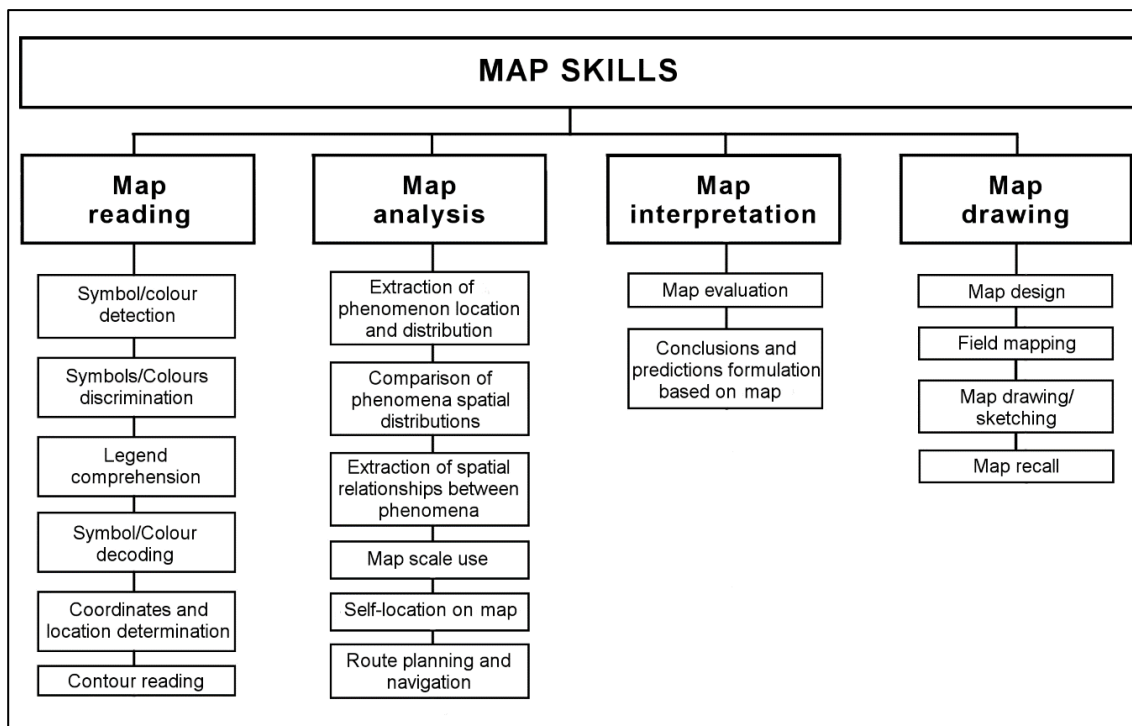 MAP SKILLS
Map
reading
Symbol/colour
detection
Symbols/Colours
discrimination
Legend
comprehension
Symbol/Colour
decoding
Coordinates and
location determination
Contour reading
Map
analysis
Extraction of
phenomenon location
and distribution
Comparison of
phenomena spatial
distributions
Extraction of spatial
relationships between
phenomena
Map scale use
Self-location on map
Route planning and
navigation
Map
interpretation
Map evaluation
Conclusions and
predictions formulation
based on map
Map
drawing
Map design
Field mapping
Map drawing/
sketching
Map recall